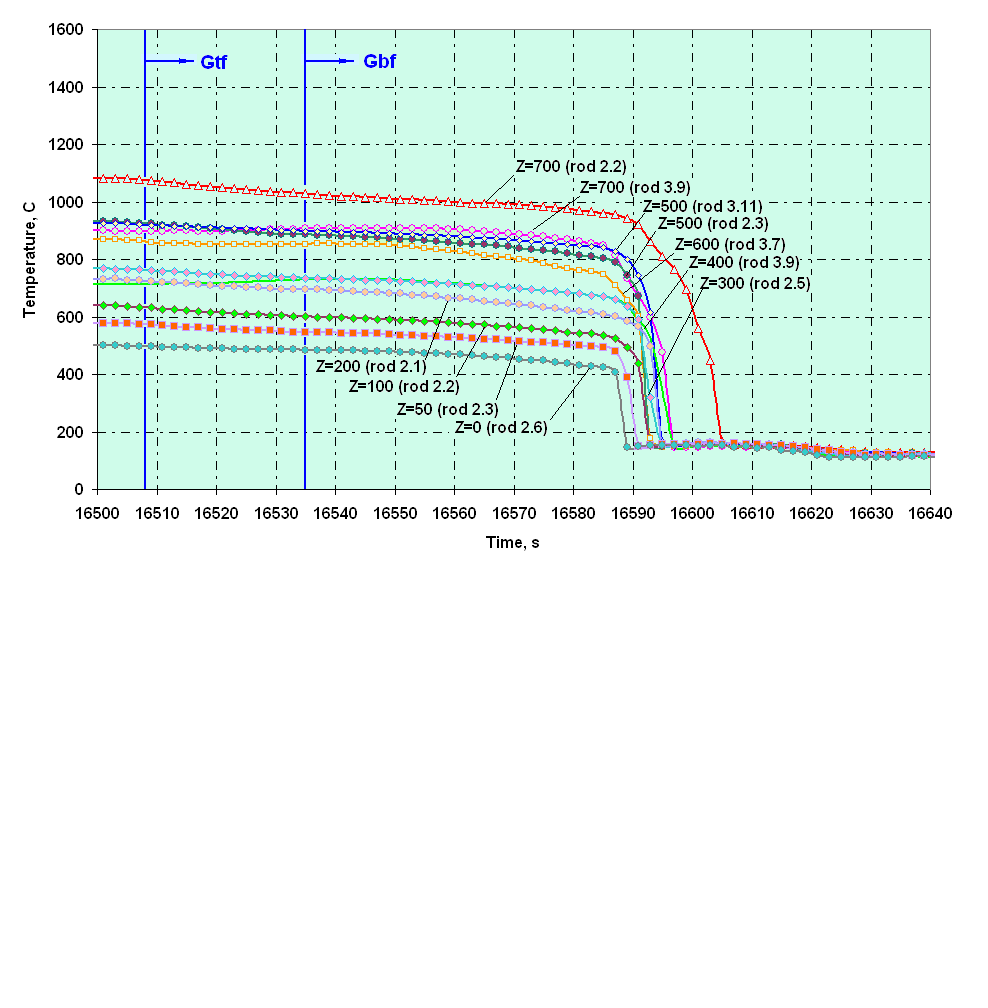 1600
Gtf
Gbf
1400
1200
Z=700 (rod 2.2)
1000
Z=700 (rod 3.9)
Z=500 (rod 3.11)
Z=500 (rod 2.3)
800
Z=600 (rod 3.7)
Z=400 (rod 3.9)
Z=300 (rod 2.5)
600
Temperature, C
400
Z=200 (rod 2.1)
Z=100 (rod 2.2)
Z=50 (rod 2.3)
Z=0 (rod 2.6)
200
0
16500 16510 16520 16530 16540 16550 16560 16570 16580 16590 16600 16610 16620 16630 16640
Time, s